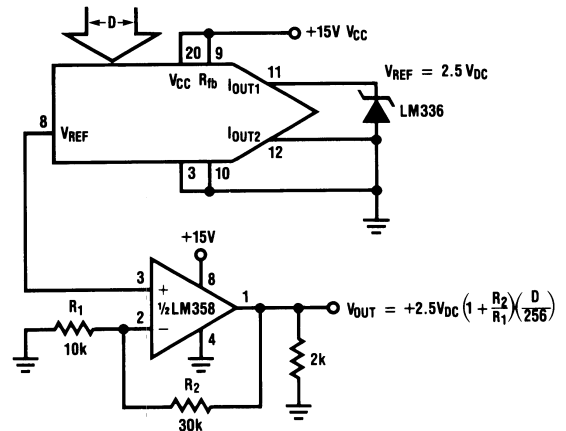 D
+15V VCC
20 9
VCC Rfb
11
IOUT1
VREF = 2.5 VDC
LM336
8
VREF
IOUT2
12
3 10
+15V
3
+
8
1
½LM358
VOUT = +2.5VDC (1 + R2/R1)(D/256)
R1
2
−
4
10k
2k
R2
30k